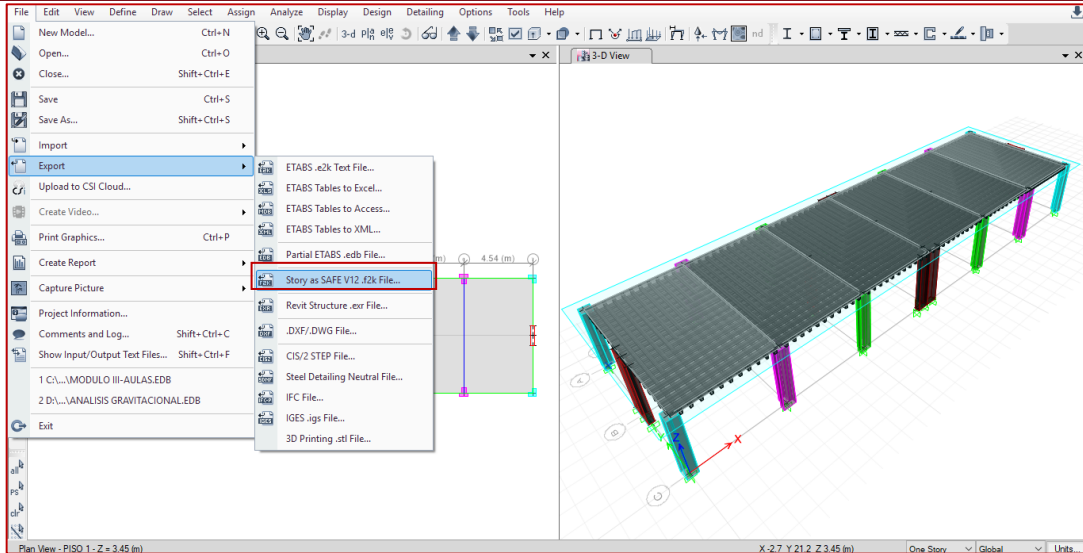 File Edit View Define Draw Select Assign Analyze Display Design Detailing Options Tools Help
New Model... Ctrl+N
Open... Ctrl+O
Close... Shift+Ctrl+E
Save Ctrl+S
Save As... Shift+Ctrl+S
Import
Export
Upload to CSI Cloud...
Create Video...
Print Graphics... Ctrl+P
Create Report
Capture Picture
Project Information...
Comments and Log... Shift+Ctrl+C
Show Input/Output Text Files... Shift+Ctrl+F
1 C:\...\MODULO III-AULAS.EDB
2 D:\...\ANALISIS GRAVITACIONAL.EDB
Exit
ETABS .e2k Text File...
ETABS Tables to Excel...
ETABS Tables to Access...
ETABS Tables to XML...
Partial ETABS .edb File...
Story as SAFE V12 .f2k File...
Revit Structure .exr File...
.DXF/.DWG File...
CIS/2 STEP File...
Steel Detailing Neutral File...
IFC File...
IGES .igs File...
3D Printing .stl File...
3-d
nd
3-D View
m)
4.54 (m)
A
B
C
Z
X
all
ps
clr
Plan View - PISO 1 - Z = 3.45 (m)
X -2.7 Y 21.2 Z 3.45 (m)
One Story
Global
Units...